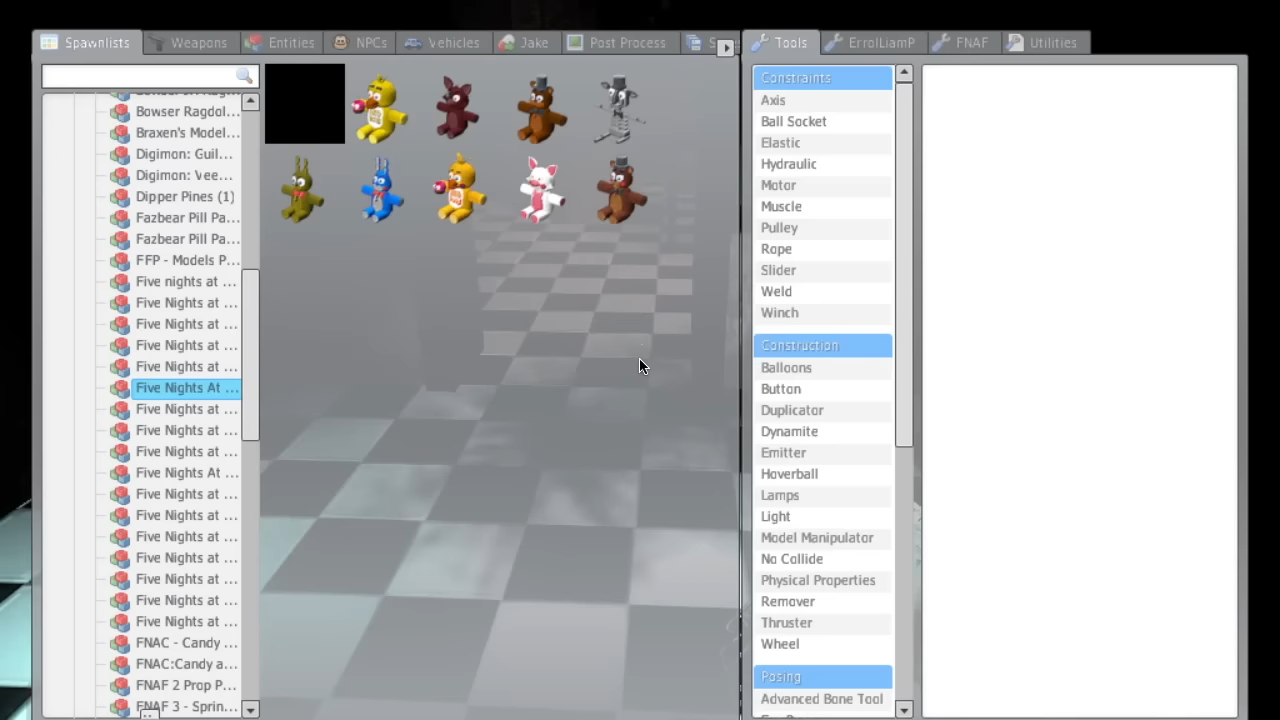 Spawnlists
Weapons
Entities
NPCs
Vehicles
Jake
Post Process
Tools
ErrolLiamP
FNAF
Utilities
Bowser Ragdol...
Braxen's Model...
Digimon: Guil...
Digimon: Vee...
Dipper Pines (1)
Fazbear Pill Pa...
Fazbear Pill Pa...
FFP - Models P...
Five nights at ...
Five Nights at ...
Five Nights at ...
Five Nights at ...
Five Nights at ...
Five Nights At ...
Five Nights at ...
Five Nights at ...
Five Nights at ...
Five Nights At ...
Five Nights at ...
Five Nights at ...
Five Nights at ...
Five Nights at ...
Five Nights at ...
Five Nights at ...
Five Nights at ...
FNAC - Candy ...
FNAC:Candy a...
FNAF 2 Prop P...
FNAF 3 - Sprin...
Constraints
Axis
Ball Socket
Elastic
Hydraulic
Motor
Muscle
Pulley
Rope
Slider
Weld
Winch
Construction
Balloons
Button
Duplicator
Dynamite
Emitter
Hoverball
Lamps
Light
Model Manipulator
No Collide
Physical Properties
Remover
Thruster
Wheel
Posing
Advanced Bone Tool